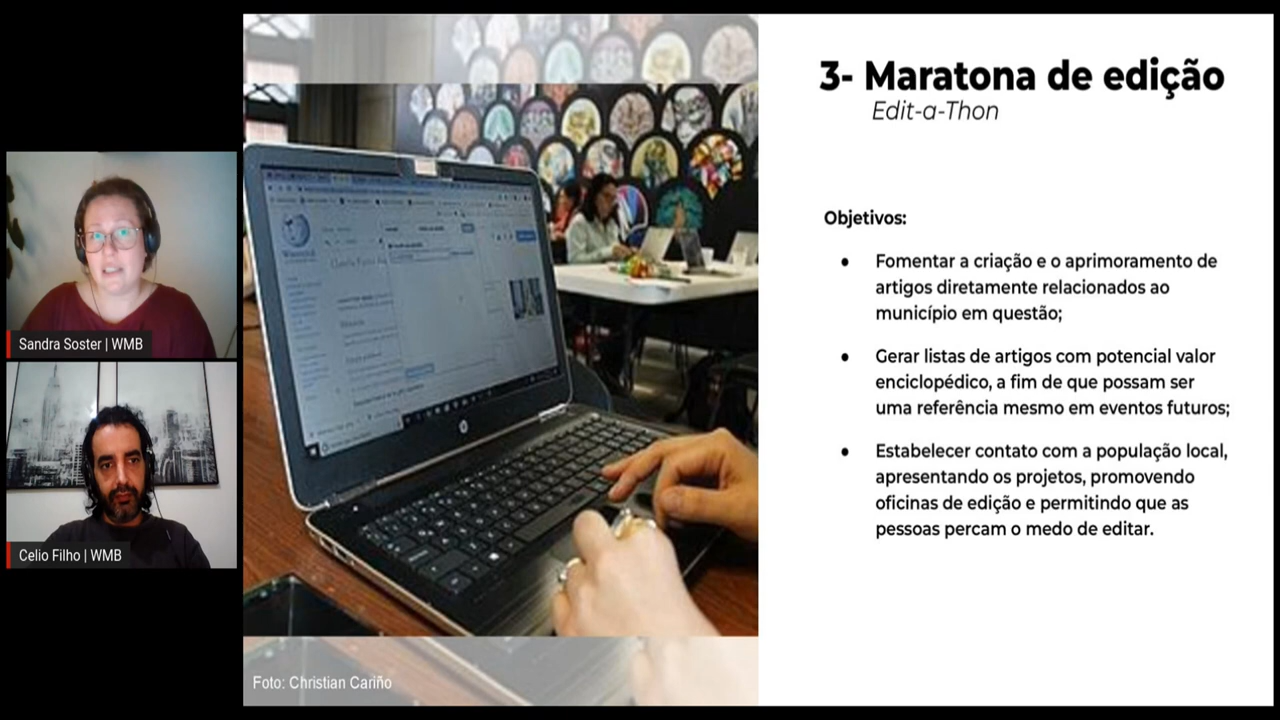 3- Maratona de edição
Edit-a-Thon
Objetivos:
● Fomentar a criação e o aprimoramento de
artigos diretamente relacionados ao
município em questão;
● Gerar listas de artigos com potencial valor
enciclopédico, a fim de que possam ser
uma referência mesmo em eventos futuros;
● Estabelecer contato com a população local,
apresentando os projetos, promovendo
oficinas de edição e permitindo que as
pessoas percam o medo de editar.
Sandra Soster | WMB
Celio Filho | WMB
Foto: Christian Cariño